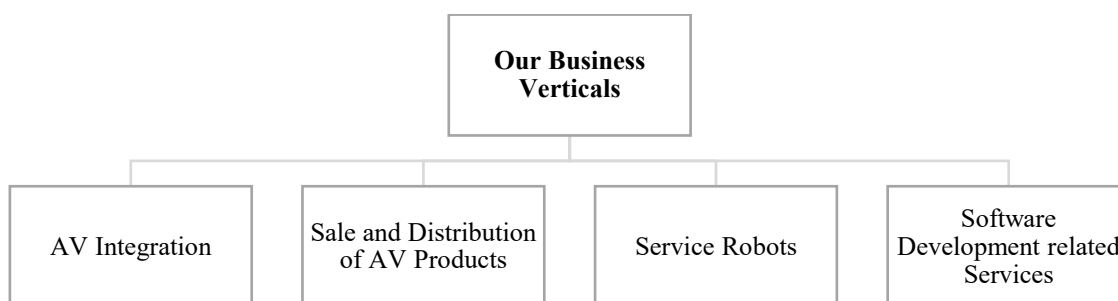 Our Business
Verticals
AV Integration
Sale and Distribution
of AV Products
Service Robots
Software
Development related
Services